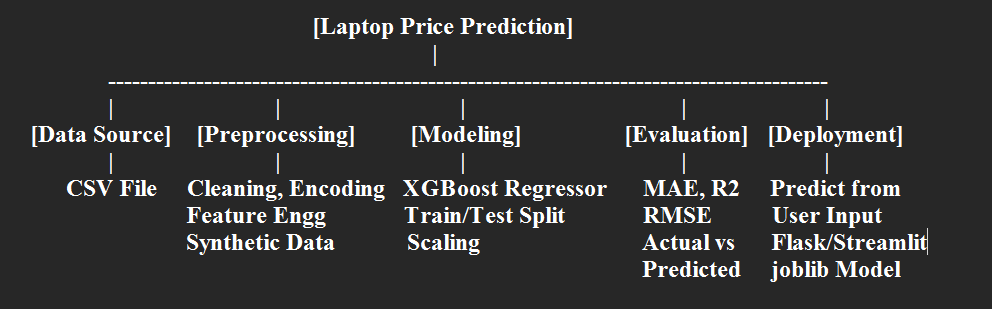 [Laptop Price Prediction]
|
------------------------------------------------------------------------------------------
| | | | |
[Data Source] [Preprocessing] [Modeling] [Evaluation] [Deployment]
| | | | |
CSV File Cleaning, Encoding XGBoost Regressor MAE, R2 Predict from
Feature Engg Train/Test Split RMSE User Input
Synthetic Data Scaling Actual vs Flask/Streamlit
Predicted joblib Model